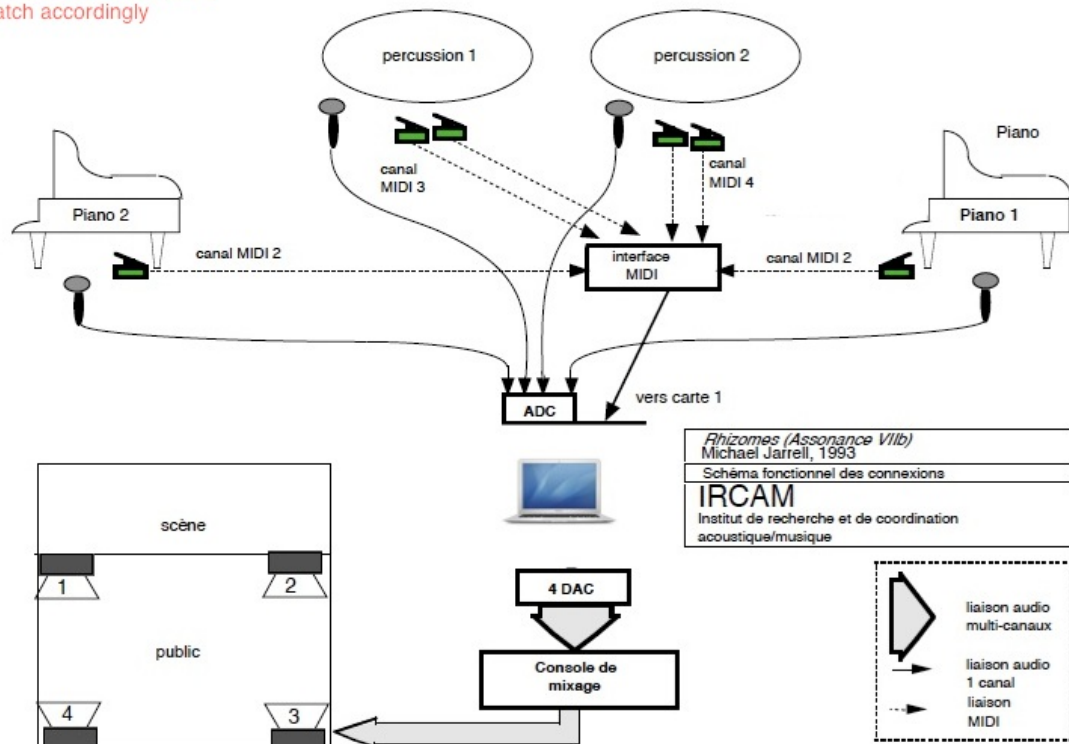 atch accordingly
percussion 1
percussion 2
canal
MIDI 3
canal
MIDI 4
Piano
Piano 2
Piano 1
canal MIDI 2
interface
MIDI
canal MIDI 2
ADC
vers carte 1
Rhizomes (Assonance VIIb)
Michael Jarrell, 1993
Schéma fonctionnel des connexions
IRCAM
Institut de recherche et de coordination
acoustique/musique
scène
1
2
public
4
3
4 DAC
Console de
mixage
liaison audio
multi-canaux
liaison audio
1 canal
liaison
MIDI